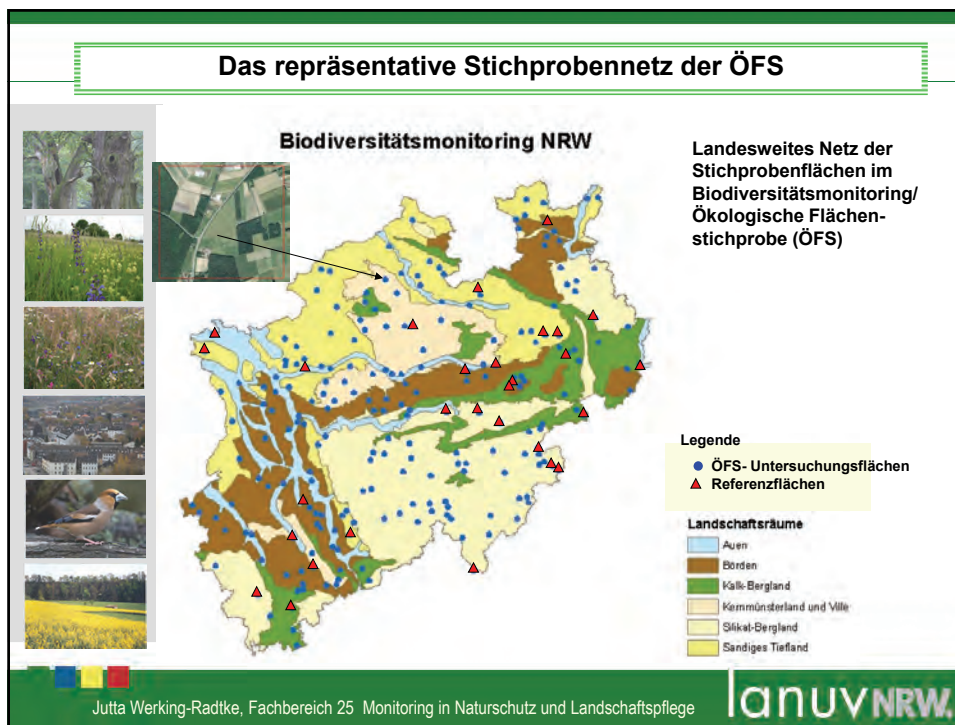 Das repräsentative Stichprobennetz der ÖFS
Biodiversitätsmonitoring NRW
Landesweites Netz der
Stichprobenflächen im
Biodiversitätsmonitoring/
Ökologische Flächen-
stichprobe (ÖFS)
Legende
ÖFS- Untersuchungsflächen
Referenzflächen
Landschaftsräume
Auen
Börden
Kalk-Bergland
Kernmünsterland und Ville
Silikat-Bergland
Sandiges Tiefland
Jutta Werking-Radtke, Fachbereich 25 Monitoring in Naturschutz und Landschaftspflege
lanuv NRW.